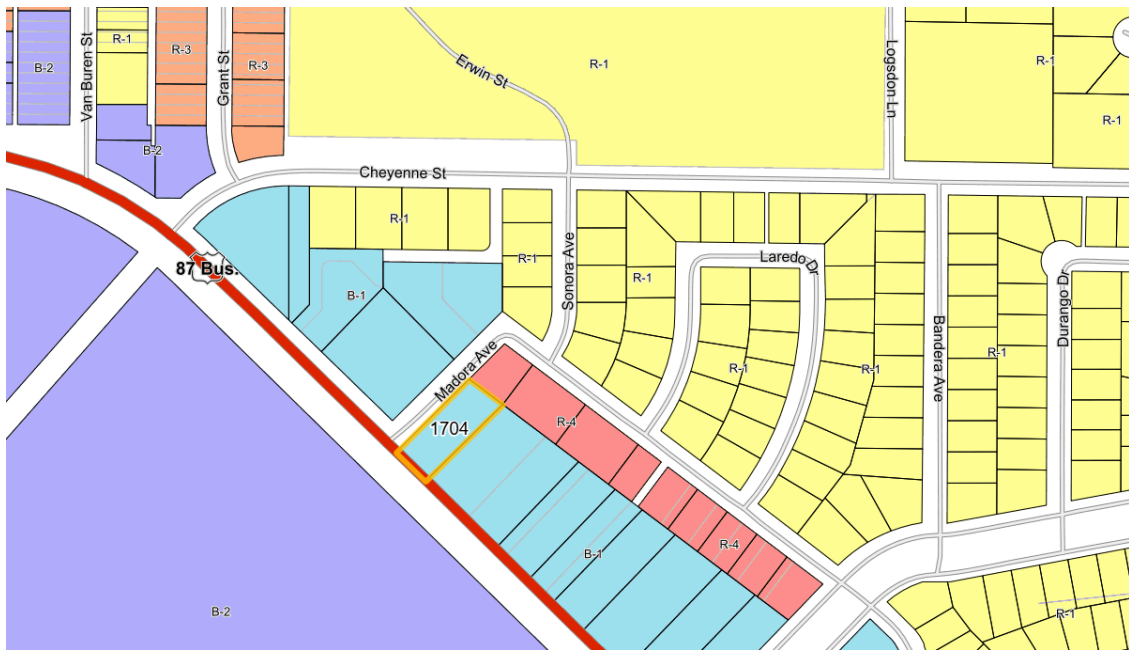 R-1
R-3
B-2
Van Buren St
Grant St
R-3
Erwin St
R-1
Logsdon Ln
R-1
R-1
B-2
Cheyenne St
R-1
R-1
Sonora Ave
R-1
Laredo Dr
Durango Dr
87 Bus.
B-1
Bandera Ave
R-1
R-1
R-1
Madora Ave
1704
R-4
B-1
R-4
B-2
R-1